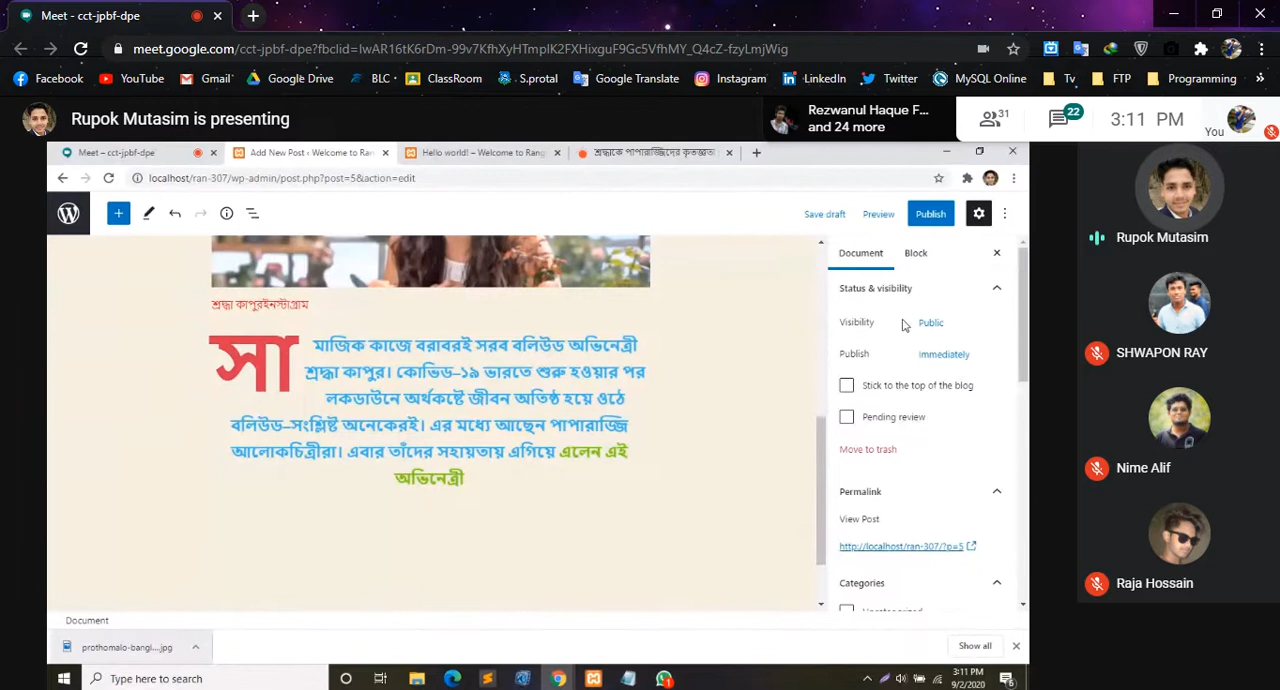 Meet - cct-jpbf-dpe
meet.google.com/cct-jpbf-dpe?fbclid=IwAR16tK6rDm-99v7KfhXyHTmpIK2FXHixguF9Gc5VfhMY_Q4cZ-fzyLmjWig
Facebook YouTube Gmail Google Drive BLC ClassRoom S.protal Google Translate Instagram LinkedIn Twitter MySQL Online Tv FTP Programming »
Rupok Mutasim is presenting
Rezwanul Haque F...
and 24 more
31
22
3:11 PM
You
Meet – cct-jpbf-dpe
Add New Post ‹ Welcome to Ran
Hello world! – Welcome to Rang
শ্রদ্ধাকে পাপারাজ্জিদের কৃতজ্ঞতা
localhost/ran-307/wp-admin/post.php?post=5&action=edit
Save draft Preview Publish
শ্রদ্ধা কাপুরইনস্টাগ্রাম
সা মাজিক কাজে বরাবরই সরব বলিউড অভিনেত্রী
শ্রদ্ধা কাপুর। কোভিড–১৯ ভারতে শুরু হওয়ার পর
লকডাউনে অর্থকষ্টে জীবন অতিষ্ঠ হয়ে ওঠে
বলিউড–সংশ্লিষ্ট অনেকেরই। এর মধ্যে আছেন পাপারাজ্জি
আলোকচিত্রীরা। এবার তাঁদের সহায়তায় এগিয়ে এলেন এই
অভিনেত্রী
Document Block
Status & visibility
Visibility Public
Publish Immediately
Stick to the top of the blog
Pending review
Move to trash
Permalink
View Post
http://localhost/ran-307/?p=5
Categories
Uncategorized
Document
prothomalo-bangl....jpg
Show all
Type here to search
3:11 PM
9/2/2020
6
Rupok Mutasim
SHWAPON RAY
Nime Alif
Raja Hossain